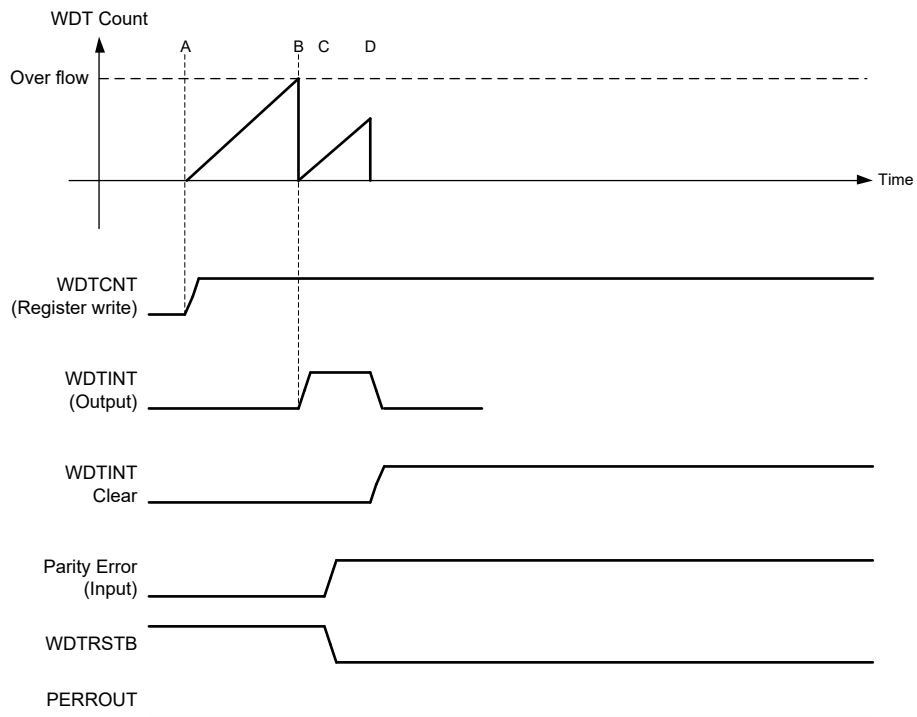 WDT Count
A B C D
Over flow
Time
WDTCNT
(Register write)
WDTINT
(Output)
WDTINT
Clear
Parity Error
(Input)
WDTRSTB
PERROUT